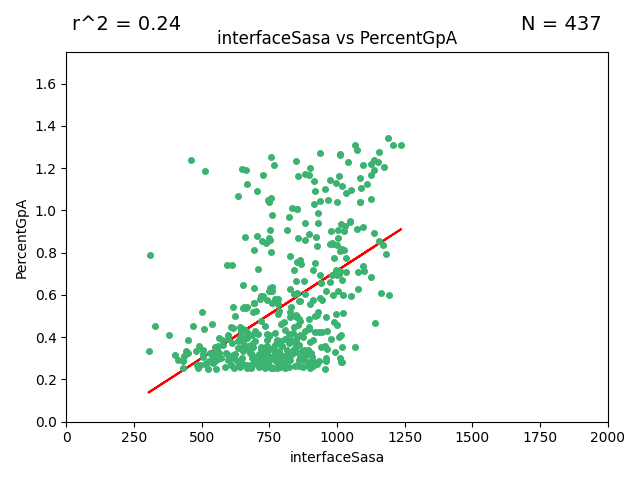 r^2 = 0.24
N = 437
interfaceSasa vs PercentGpA
PercentGpA
1.6
1.4
1.2
1.0
0.8
0.6
0.4
0.2
0.0
0 250 500 750 1000 1250 1500 1750 2000
interfaceSasa